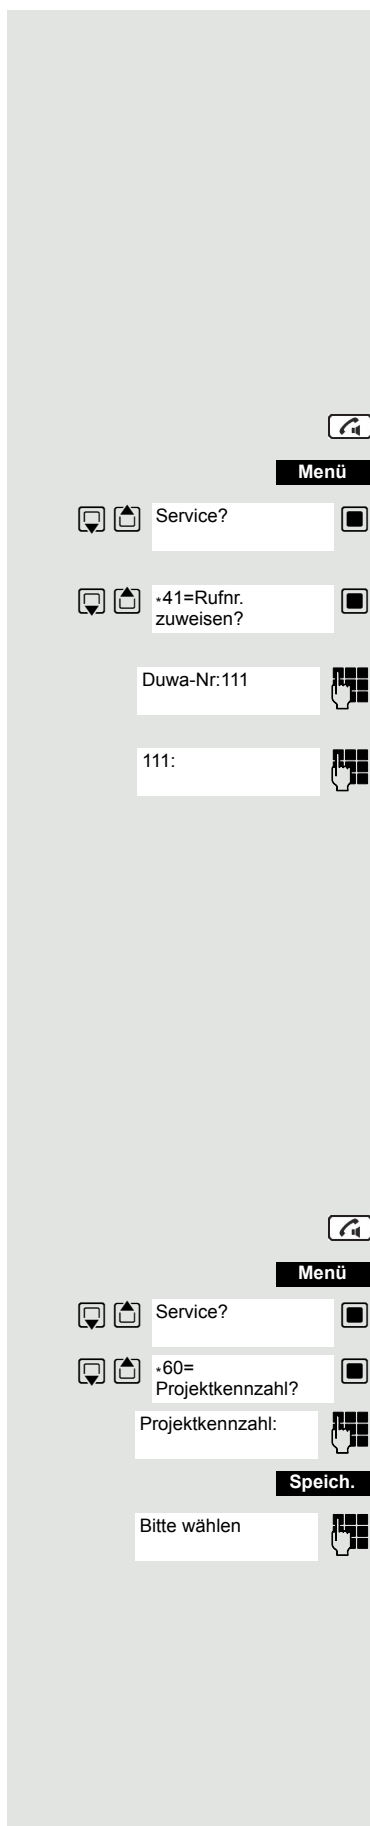 Menü
Service?
*41=Rufnr.
zuweisen?
Duwa-Nr:111
111:
Menü
Service?
*60=
Projektkennzahl?
Projektkennzahl:
Speich.
Bitte wählen